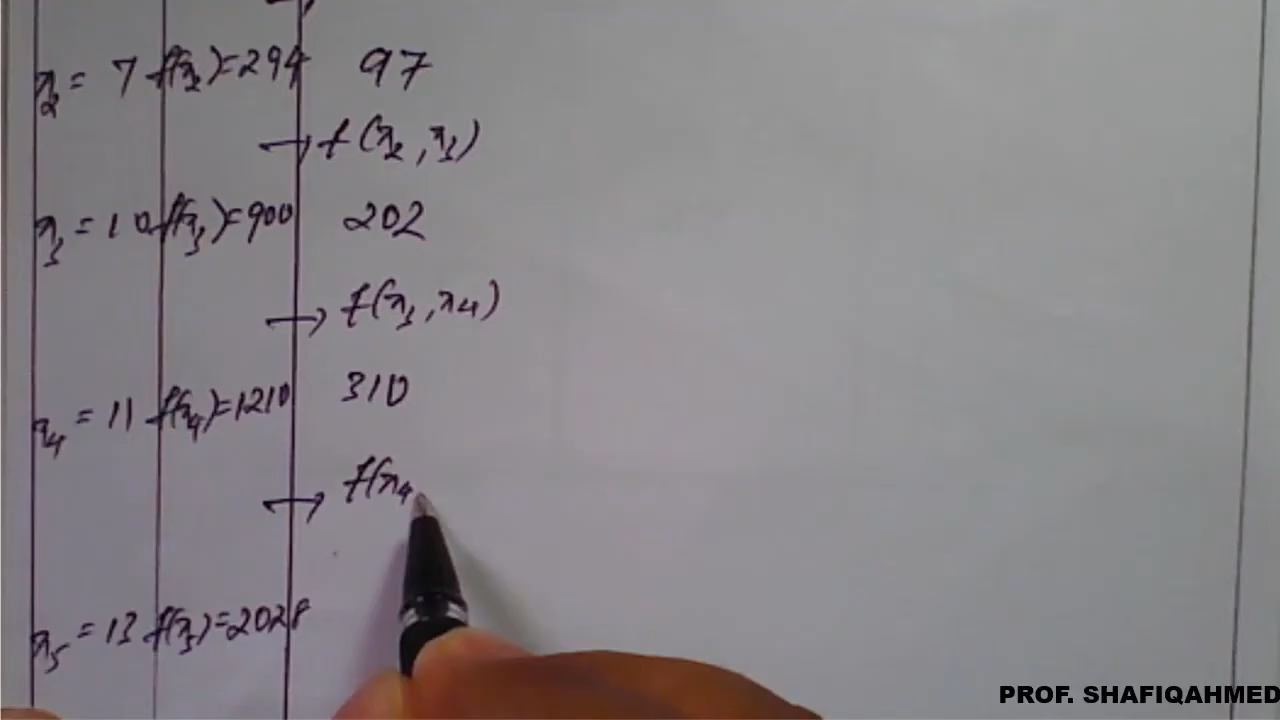 x2 = 7 f(x2)=294 97
→ f(x2, x3)
x3 = 10 f(x3)=900 202
→ f(x3, x4)
x4 = 11 f(x4)=1210 310
→ f(x4
x5 = 13 f(x5)=2028
PROF. SHAFIQAHMED